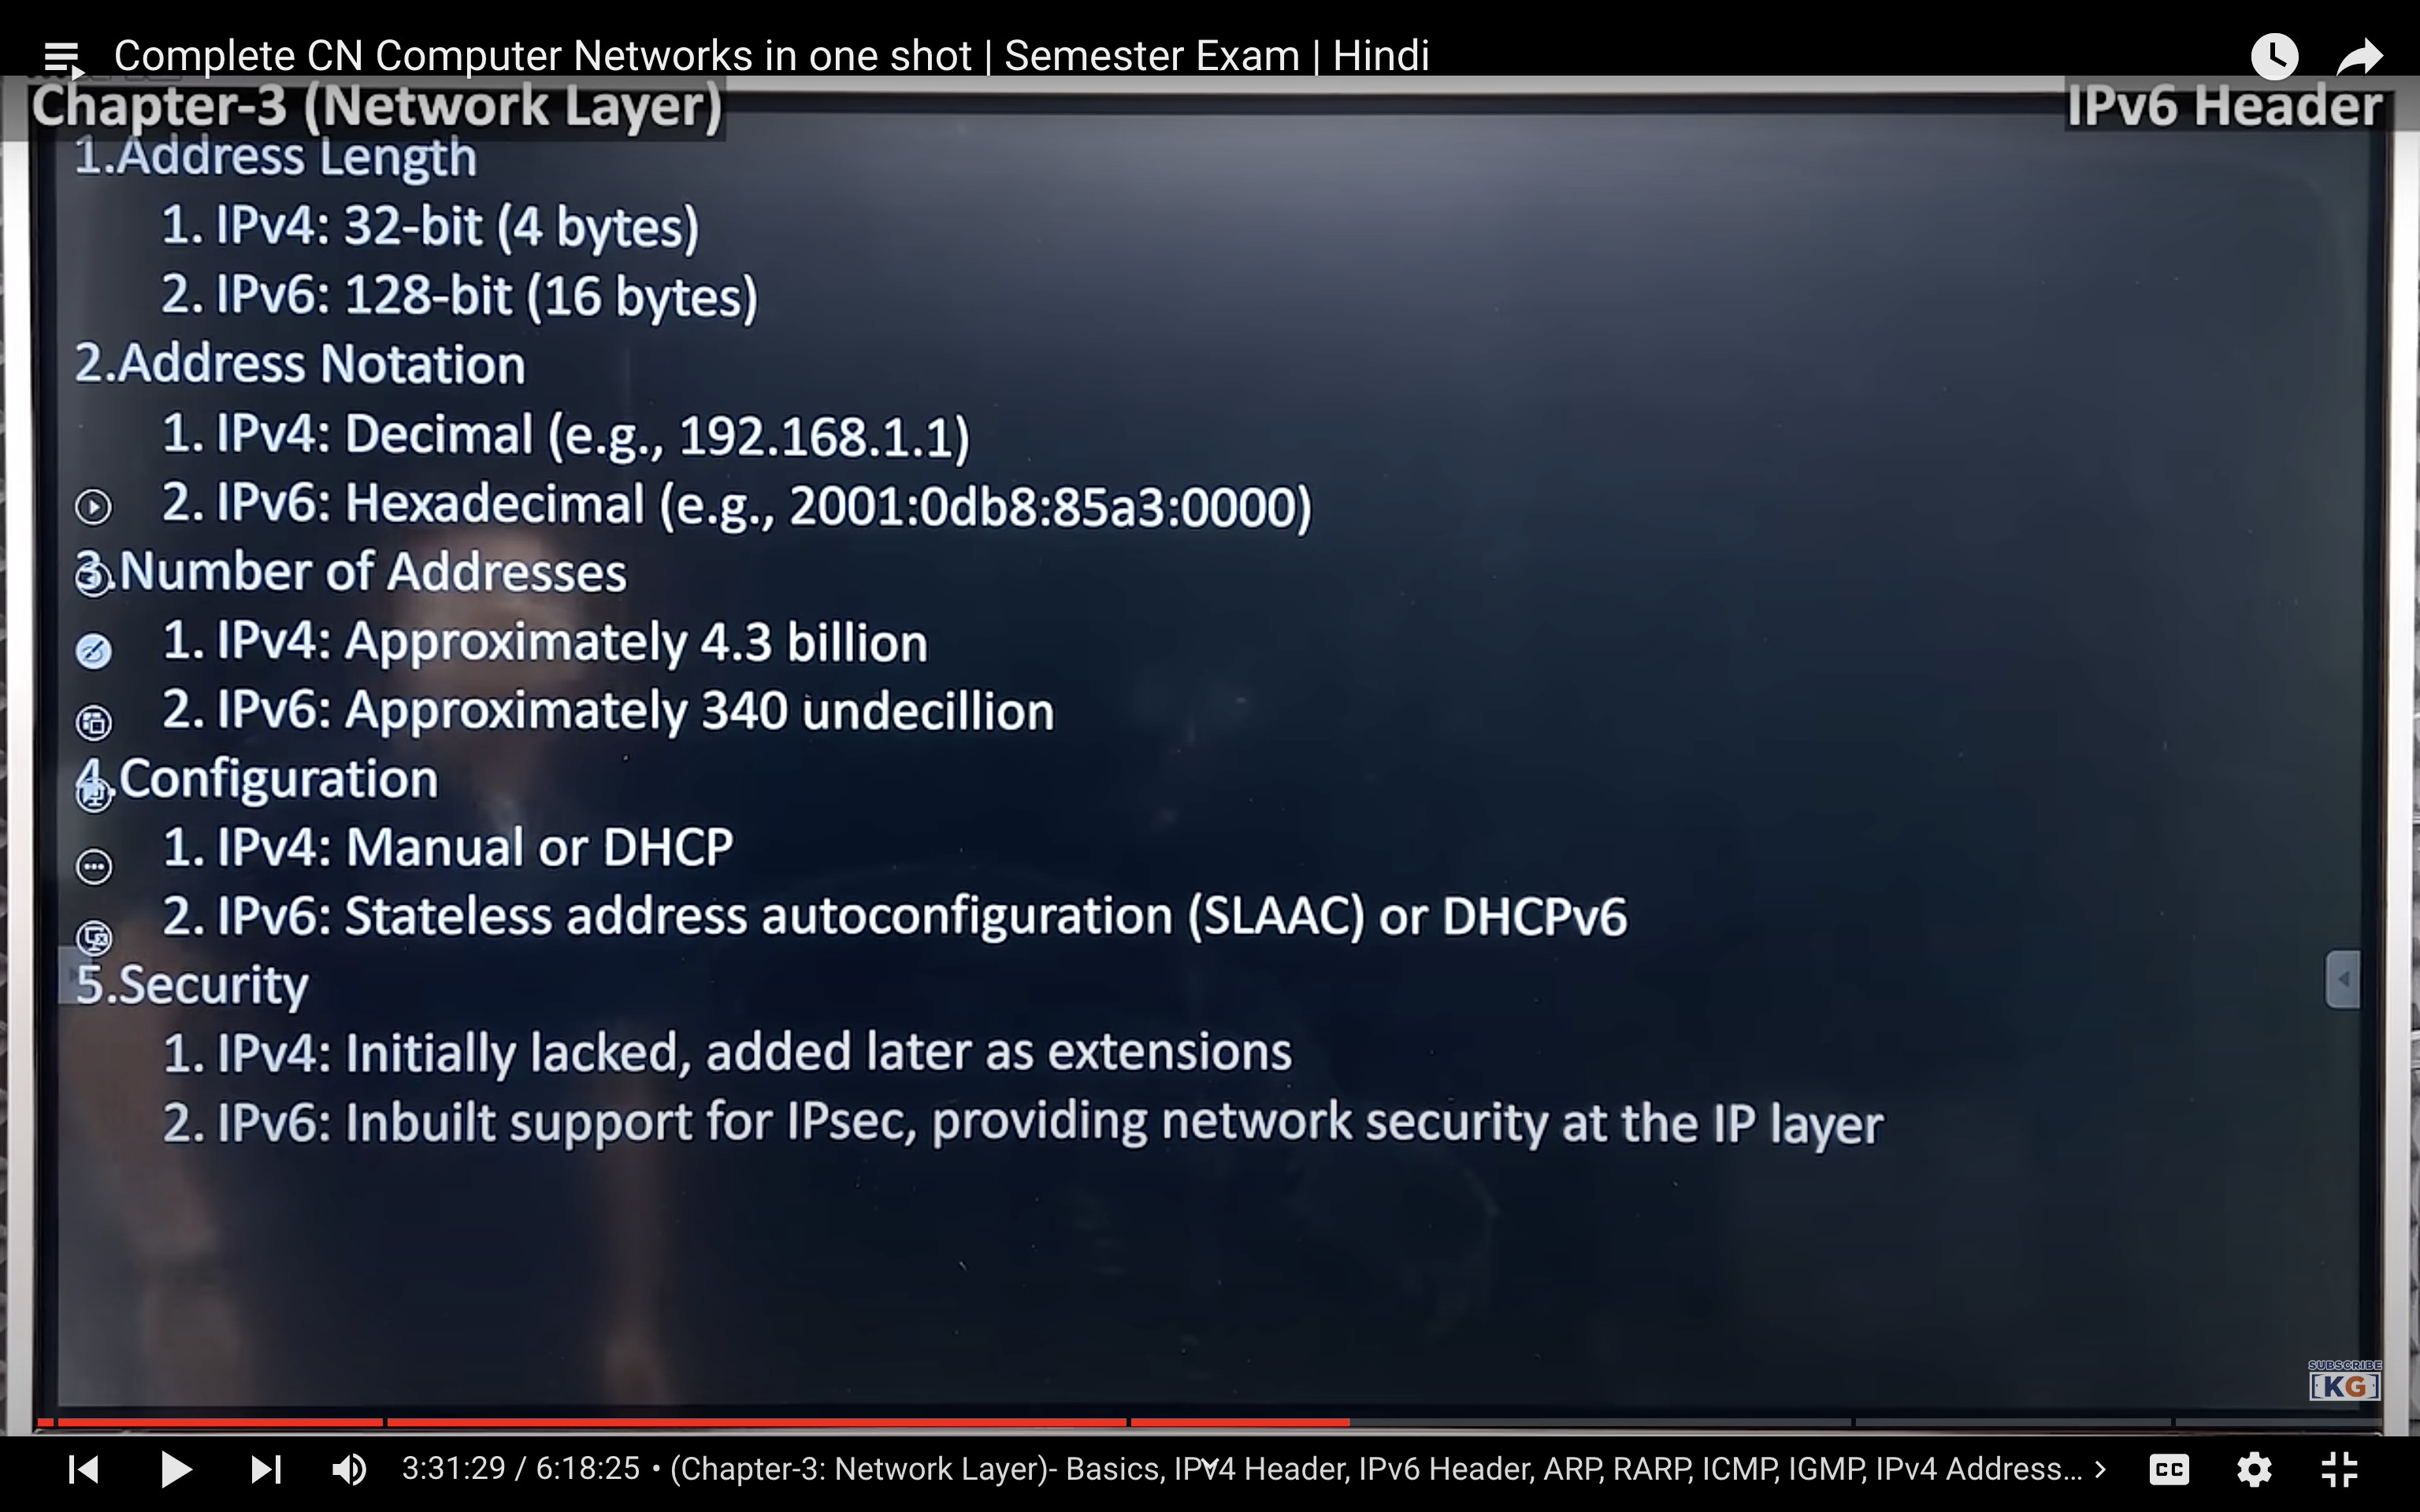 Complete CN Computer Networks in one shot | Semester Exam | Hindi
Chapter-3 (Network Layer)
IPv6 Header
1.Address Length
1. IPv4: 32-bit (4 bytes)
2. IPv6: 128-bit (16 bytes)
2.Address Notation
1. IPv4: Decimal (e.g., 192.168.1.1)
2. IPv6: Hexadecimal (e.g., 2001:0db8:85a3:0000)
3.Number of Addresses
1. IPv4: Approximately 4.3 billion
2. IPv6: Approximately 340 undecillion
4.Configuration
1. IPv4: Manual or DHCP
2. IPv6: Stateless address autoconfiguration (SLAAC) or DHCPv6
5.Security
1. IPv4: Initially lacked, added later as extensions
2. IPv6: Inbuilt support for IPsec, providing network security at the IP layer
SUBSCRIBE
KG
3:31:29 / 6:18:25 • (Chapter-3: Network Layer)- Basics, IPV4 Header, IPv6 Header, ARP, RARP, ICMP, IGMP, IPv4 Address...
CC